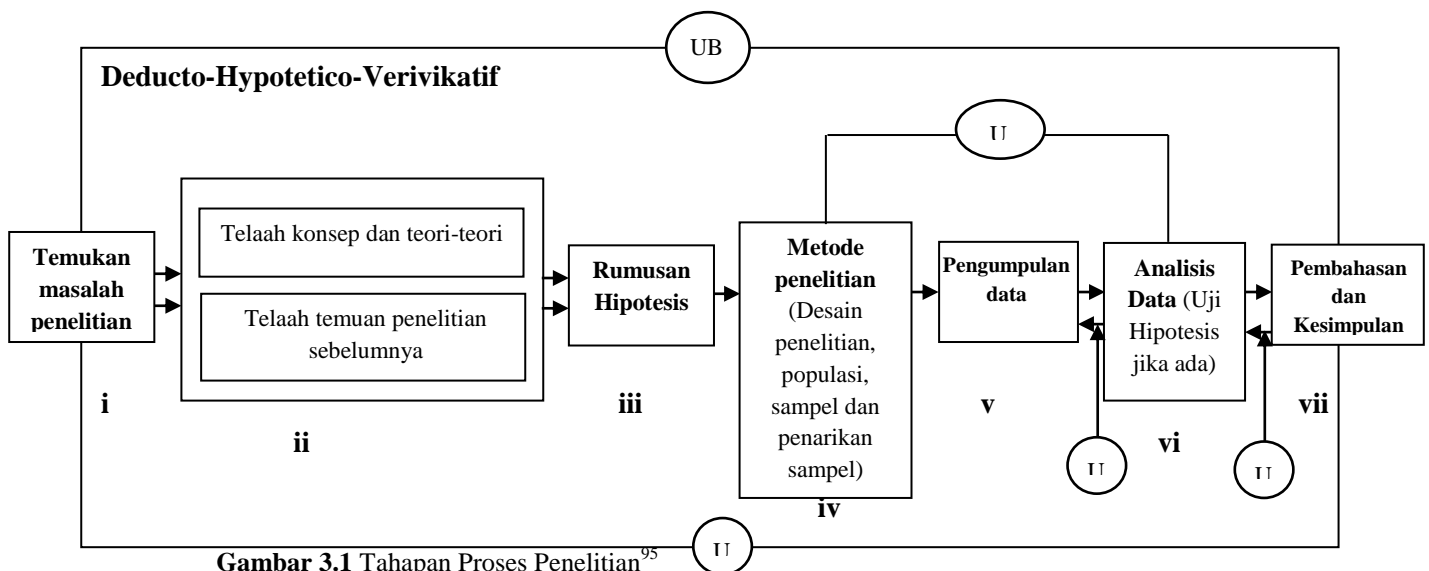 UB
Deducto-Hypotetico-Verivikatif
U
Temukan
masalah
penelitian
Telaah konsep dan teori-teori
Telaah temuan penelitian
sebelumnya
Rumusan
Hipotesis
Metode
penelitian
(Desain
penelitian,
populasi,
sampel dan
penarikan
sampel)
Pengumpulan
data
Analisis
Data (Uji
Hipotesis
jika ada)
Pembahasan
dan
Kesimpulan
i
ii
iii
iv
v
vi
vii
U
U
U
Gambar 3.1 Tahapan Proses Penelitian95